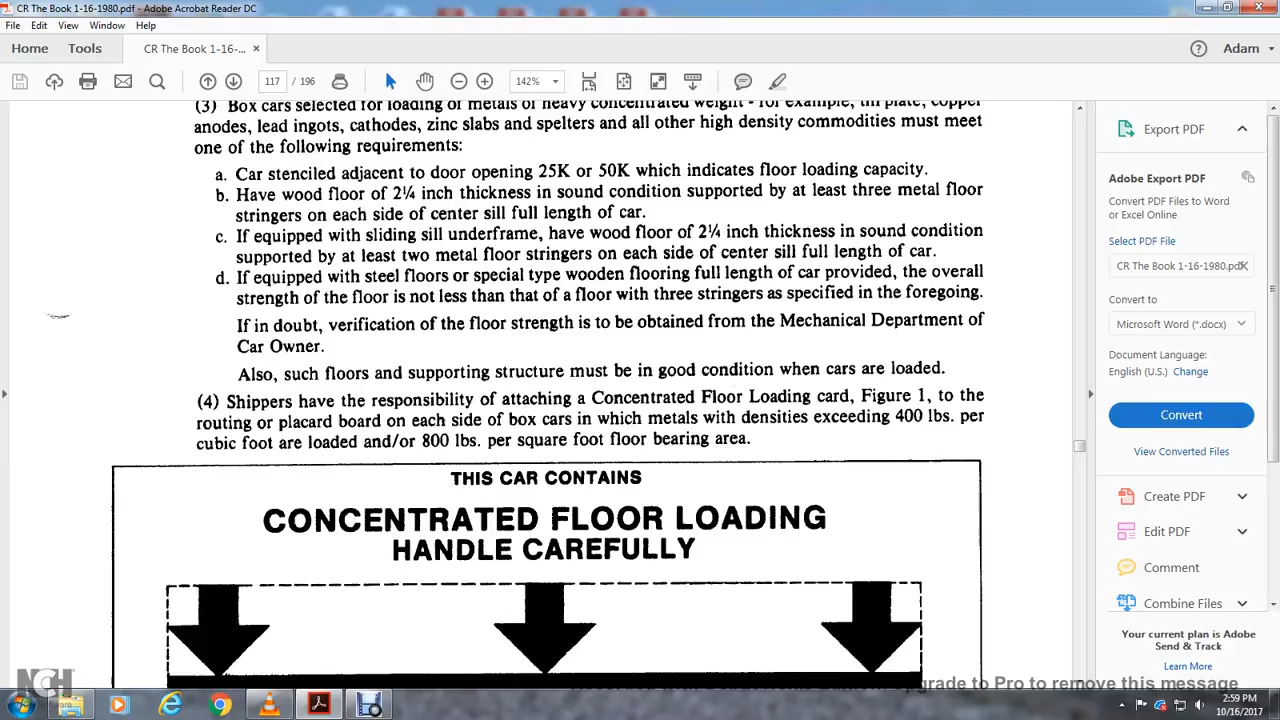 CR The Book 1-16-1980.pdf - Adobe Acrobat Reader DC
File Edit View Window Help
Home Tools CR The Book 1-16-... × Adam
117 / 196 142%
(3) Box cars selected for loading of metals of heavy concentrated weight - for example, tin plate, copper
anodes, lead ingots, cathodes, zinc slabs and spelters and all other high density commodities must meet
one of the following requirements:
a. Car stenciled adjacent to door opening 25K or 50K which indicates floor loading capacity.
b. Have wood floor of 2¼ inch thickness in sound condition supported by at least three metal floor
stringers on each side of center sill full length of car.
c. If equipped with sliding sill underframe, have wood floor of 2¼ inch thickness in sound condition
supported by at least two metal floor stringers on each side of center sill full length of car.
d. If equipped with steel floors or special type wooden flooring full length of car provided, the overall
strength of the floor is not less than that of a floor with three stringers as specified in the foregoing.
If in doubt, verification of the floor strength is to be obtained from the Mechanical Department of
Car Owner.
Also, such floors and supporting structure must be in good condition when cars are loaded.
(4) Shippers have the responsibility of attaching a Concentrated Floor Loading card, Figure 1, to the
routing or placard board on each side of box cars in which metals with densities exceeding 400 lbs. per
cubic foot are loaded and/or 800 lbs. per square foot floor bearing area.
THIS CAR CONTAINS
CONCENTRATED FLOOR LOADING
HANDLE CAREFULLY
Export PDF
Adobe Export PDF
Convert PDF Files to Word
or Excel Online
Select PDF File
CR The Book 1-16-1980.pdf
Convert to
Microsoft Word (*.docx)
Document Language:
English (U.S.) Change
Convert
View Converted Files
Create PDF
Edit PDF
Comment
Combine Files
Your current plan is Adobe
Send & Track
Learn More
NCH
Software
Upgrade to Pro to remove this message
2:59 PM
10/16/2017